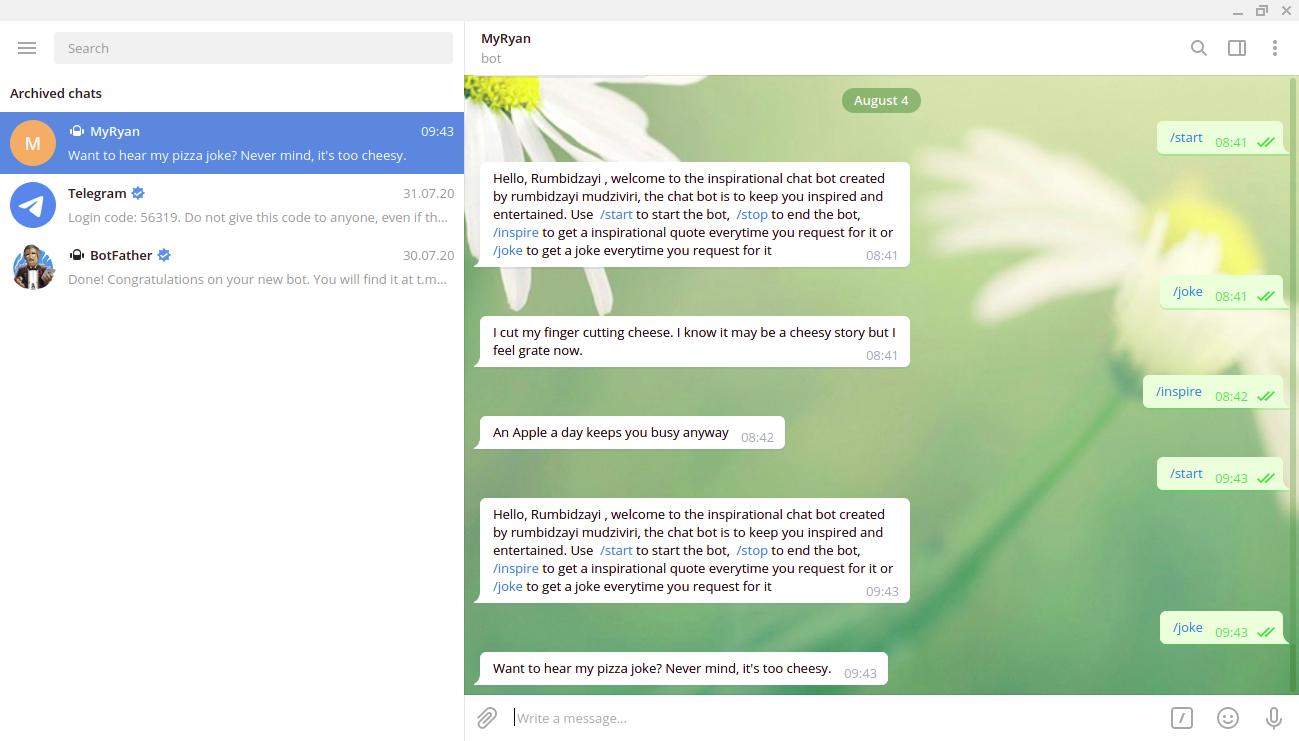 Search
Archived chats
M
MyRyan 09:43
Want to hear my pizza joke? Never mind, it's too cheesy.
Telegram 31.07.20
Login code: 56319. Do not give this code to anyone, even if th...
BotFather 30.07.20
Done! Congratulations on your new bot. You will find it at t.m...
MyRyan
bot
August 4
/start 08:41
Hello, Rumbidzayi , welcome to the inspirational chat bot created
by rumbidzayi mudziviri, the chat bot is to keep you inspired and
entertained. Use /start to start the bot, /stop to end the bot,
/inspire to get a inspirational quote everytime you request for it or
/joke to get a joke everytime you request for it 08:41
/joke 08:41
I cut my finger cutting cheese. I know it may be a cheesy story but I
feel grate now. 08:41
/inspire 08:42
An Apple a day keeps you busy anyway 08:42
/start 09:43
Hello, Rumbidzayi , welcome to the inspirational chat bot created
by rumbidzayi mudziviri, the chat bot is to keep you inspired and
entertained. Use /start to start the bot, /stop to end the bot,
/inspire to get a inspirational quote everytime you request for it or
/joke to get a joke everytime you request for it 09:43
/joke 09:43
Want to hear my pizza joke? Never mind, it's too cheesy. 09:43
Write a message...